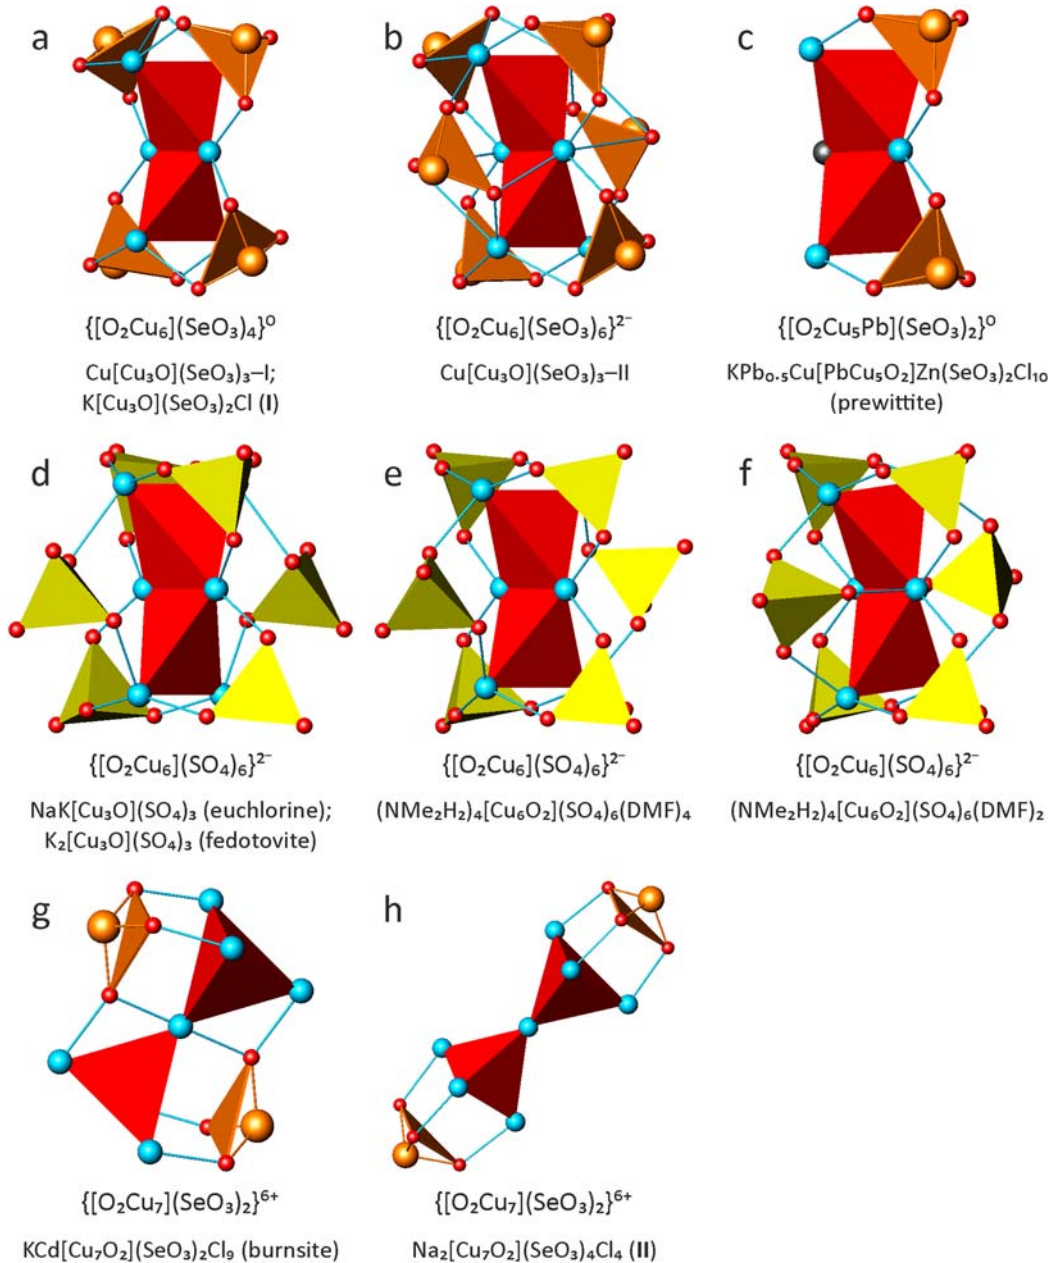 a
b
c
{[O₂Cu₆](SeO₃)₄}⁰
{[O₂Cu₆](SeO₃)₆}²⁻
{[O₂Cu₅Pb](SeO₃)₂}⁰
Cu[Cu₃O](SeO₃)₃–I;
K[Cu₃O](SeO₃)₂Cl (I)
Cu[Cu₃O](SeO₃)₃–II
KPb₀.₅Cu[PbCu₅O₂]Zn(SeO₃)₂Cl₁₀
(prewittite)
d
e
f
{[O₂Cu₆](SO₄)₆}²⁻
{[O₂Cu₆](SO₄)₆}²⁻
{[O₂Cu₆](SO₄)₆}²⁻
NaK[Cu₃O](SO₄)₃ (euchlorine);
K₂[Cu₃O](SO₄)₃ (fedotovite)
(NMe₂H₂)₄[Cu₆O₂](SO₄)₆(DMF)₄
(NMe₂H₂)₄[Cu₆O₂](SO₄)₆(DMF)₂
g
h
{[O₂Cu₇](SeO₃)₂}⁶⁺
{[O₂Cu₇](SeO₃)₂}⁶⁺
KCd[Cu₇O₂](SeO₃)₂Cl₉ (burnsite)
Na₂[Cu₇O₂](SeO₃)₄Cl₄ (II)